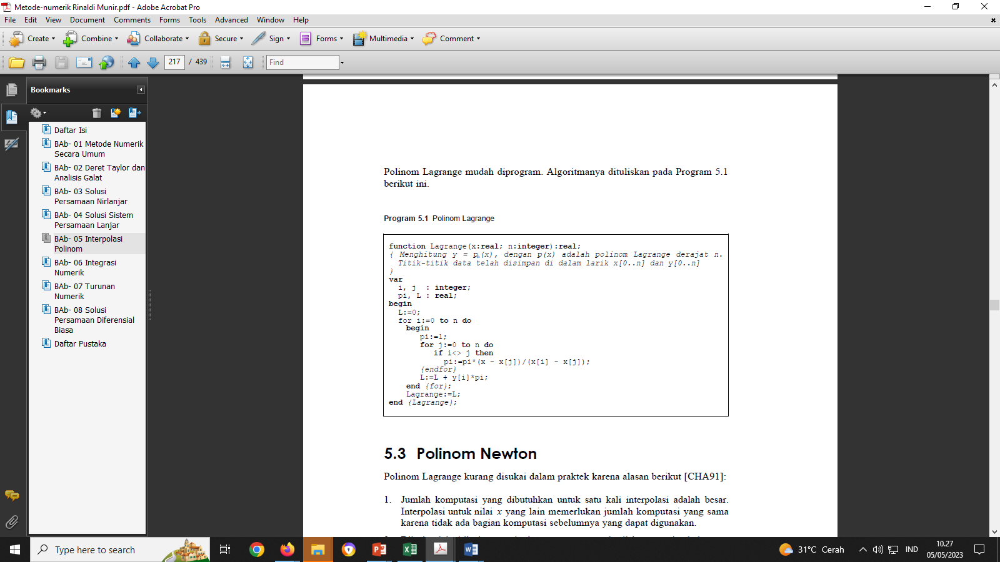 Metode-numerik Rinaldi Munir.pdf - Adobe Acrobat Pro
File Edit View Document Comments Forms Tools Advanced Window Help
Create Combine Collaborate Secure Sign Forms Multimedia Comment
217 / 439 Find
Bookmarks
Daftar Isi
BAb- 01 Metode Numerik
Secara Umum
BAb- 02 Deret Taylor dan
Analisis Galat
BAb- 03 Solusi
Persamaan Nirlanjar
BAb- 04 Solusi Sistem
Persamaan Lanjar
BAb- 05 Interpolasi
Polinom
BAb- 06 Integrasi
Numerik
BAb- 07 Turunan
Numerik
BAb- 08 Solusi
Persamaan Diferensial
Biasa
Daftar Pustaka
Polinom Lagrange mudah diprogram. Algoritmanya dituliskan pada Program 5.1
berikut ini.
Program 5.1 Polinom Lagrange
function Lagrange(x:real; n:integer):real;
{ Menghitung y = pn(x), dengan p(x) adalah polinom Lagrange derajat n.
Titik-titik data telah disimpan di dalam larik x[0..n] dan y[0..n]
}
var
i, j : integer;
pi, L : real;
begin
L:=0;
for i:=0 to n do
begin
pi:=1;
for j:=0 to n do
if i<> j then
pi:=pi*(x - x[j])/(x[i] - x[j]);
{endfor}
L:=L + y[i]*pi;
end {for};
Lagrange:=L;
end {Lagrange};
5.3 Polinom Newton
Polinom Lagrange kurang disukai dalam praktek karena alasan berikut [CHA91]:
1. Jumlah komputasi yang dibutuhkan untuk satu kali interpolasi adalah besar.
Interpolasi untuk nilai x yang lain memerlukan jumlah komputasi yang sama
karena tidak ada bagian komputasi sebelumnya yang dapat digunakan.
Type here to search
31°C Cerah
IND
10.27
05/05/2023